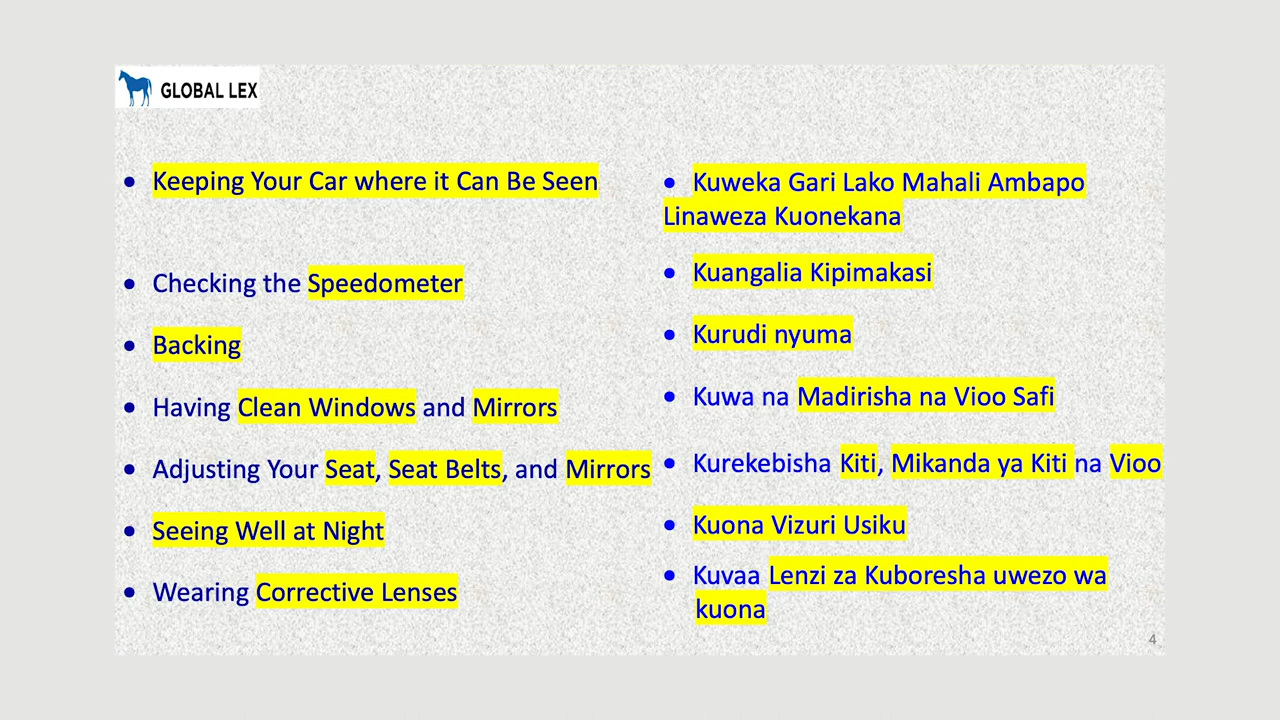 GLOBAL LEX
• Keeping Your Car where it Can Be Seen
• Checking the Speedometer
• Backing
• Having Clean Windows and Mirrors
• Adjusting Your Seat, Seat Belts, and Mirrors
• Seeing Well at Night
• Wearing Corrective Lenses
• Kuweka Gari Lako Mahali Ambapo
Linaweza Kuonekana
• Kuangalia Kipimakasi
• Kurudi nyuma
• Kuwa na Madirisha na Vioo Safi
• Kurekebisha Kiti, Mikanda ya Kiti na Vioo
• Kuona Vizuri Usiku
• Kuvaa Lenzi za Kuboresha uwezo wa
kuona
4